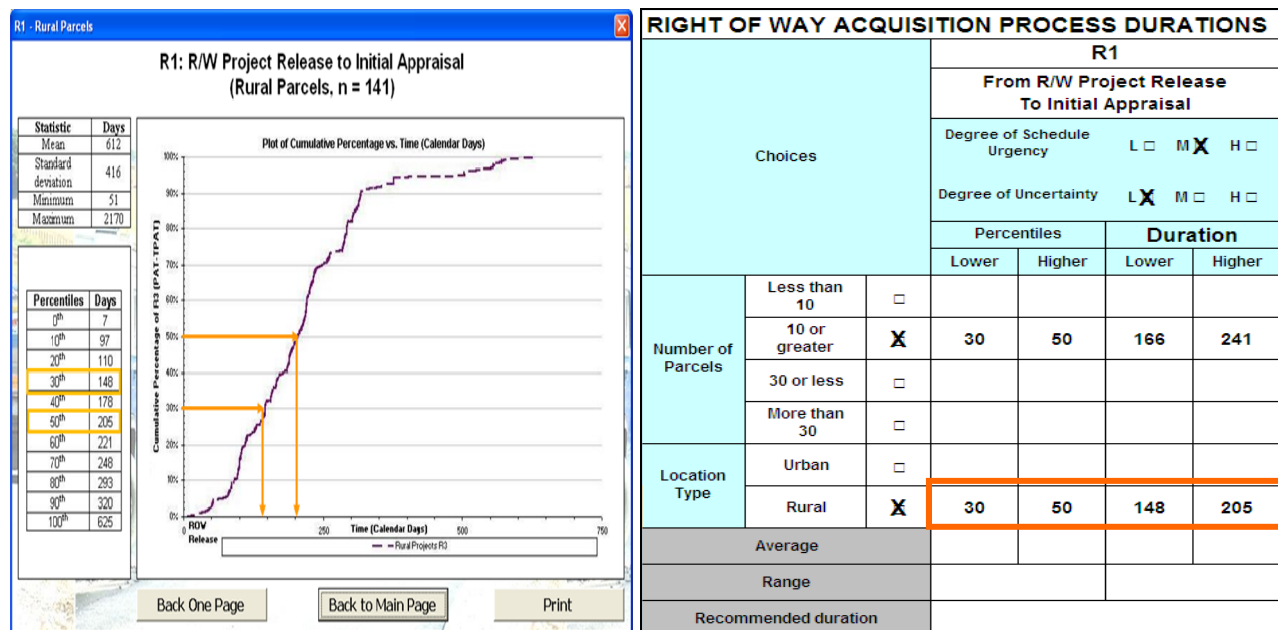 R1 - Rural Parcels
R1: R/W Project Release to Initial Appraisal
(Rural Parcels, n = 141)
Statistic Days
Mean 612
Standard deviation 416
Minimum 51
Maximum 2170
Percentiles Days
0th 7
10th 97
20th 110
30th 148
40th 178
50th 205
60th 221
70th 248
80th 293
90th 320
100th 625
Plot of Cumulative Percentage vs. Time (Calendar Days)
Cumulative Percentage of R3 (PAT-TPAT)
100%
90%
80%
70%
60%
50%
40%
30%
20%
10%
0%
0 250 500 750
ROW
Release
Time (Calendar Days)
Rural Projects R3
Back One Page Back to Main Page Print
RIGHT OF WAY ACQUISITION PROCESS DURATIONS
Choices
R1
From R/W Project Release
To Initial Appraisal
Degree of Schedule
Urgency
L □ M X H □
Degree of Uncertainty L X M □ H □
Percentiles Duration
Lower Higher Lower Higher
Number of
Parcels
Less than
10 □
10 or
greater X 30 50 166 241
30 or less □
More than
30 □
Location
Type
Urban □
Rural X 30 50 148 205
Average
Range
Recommended duration